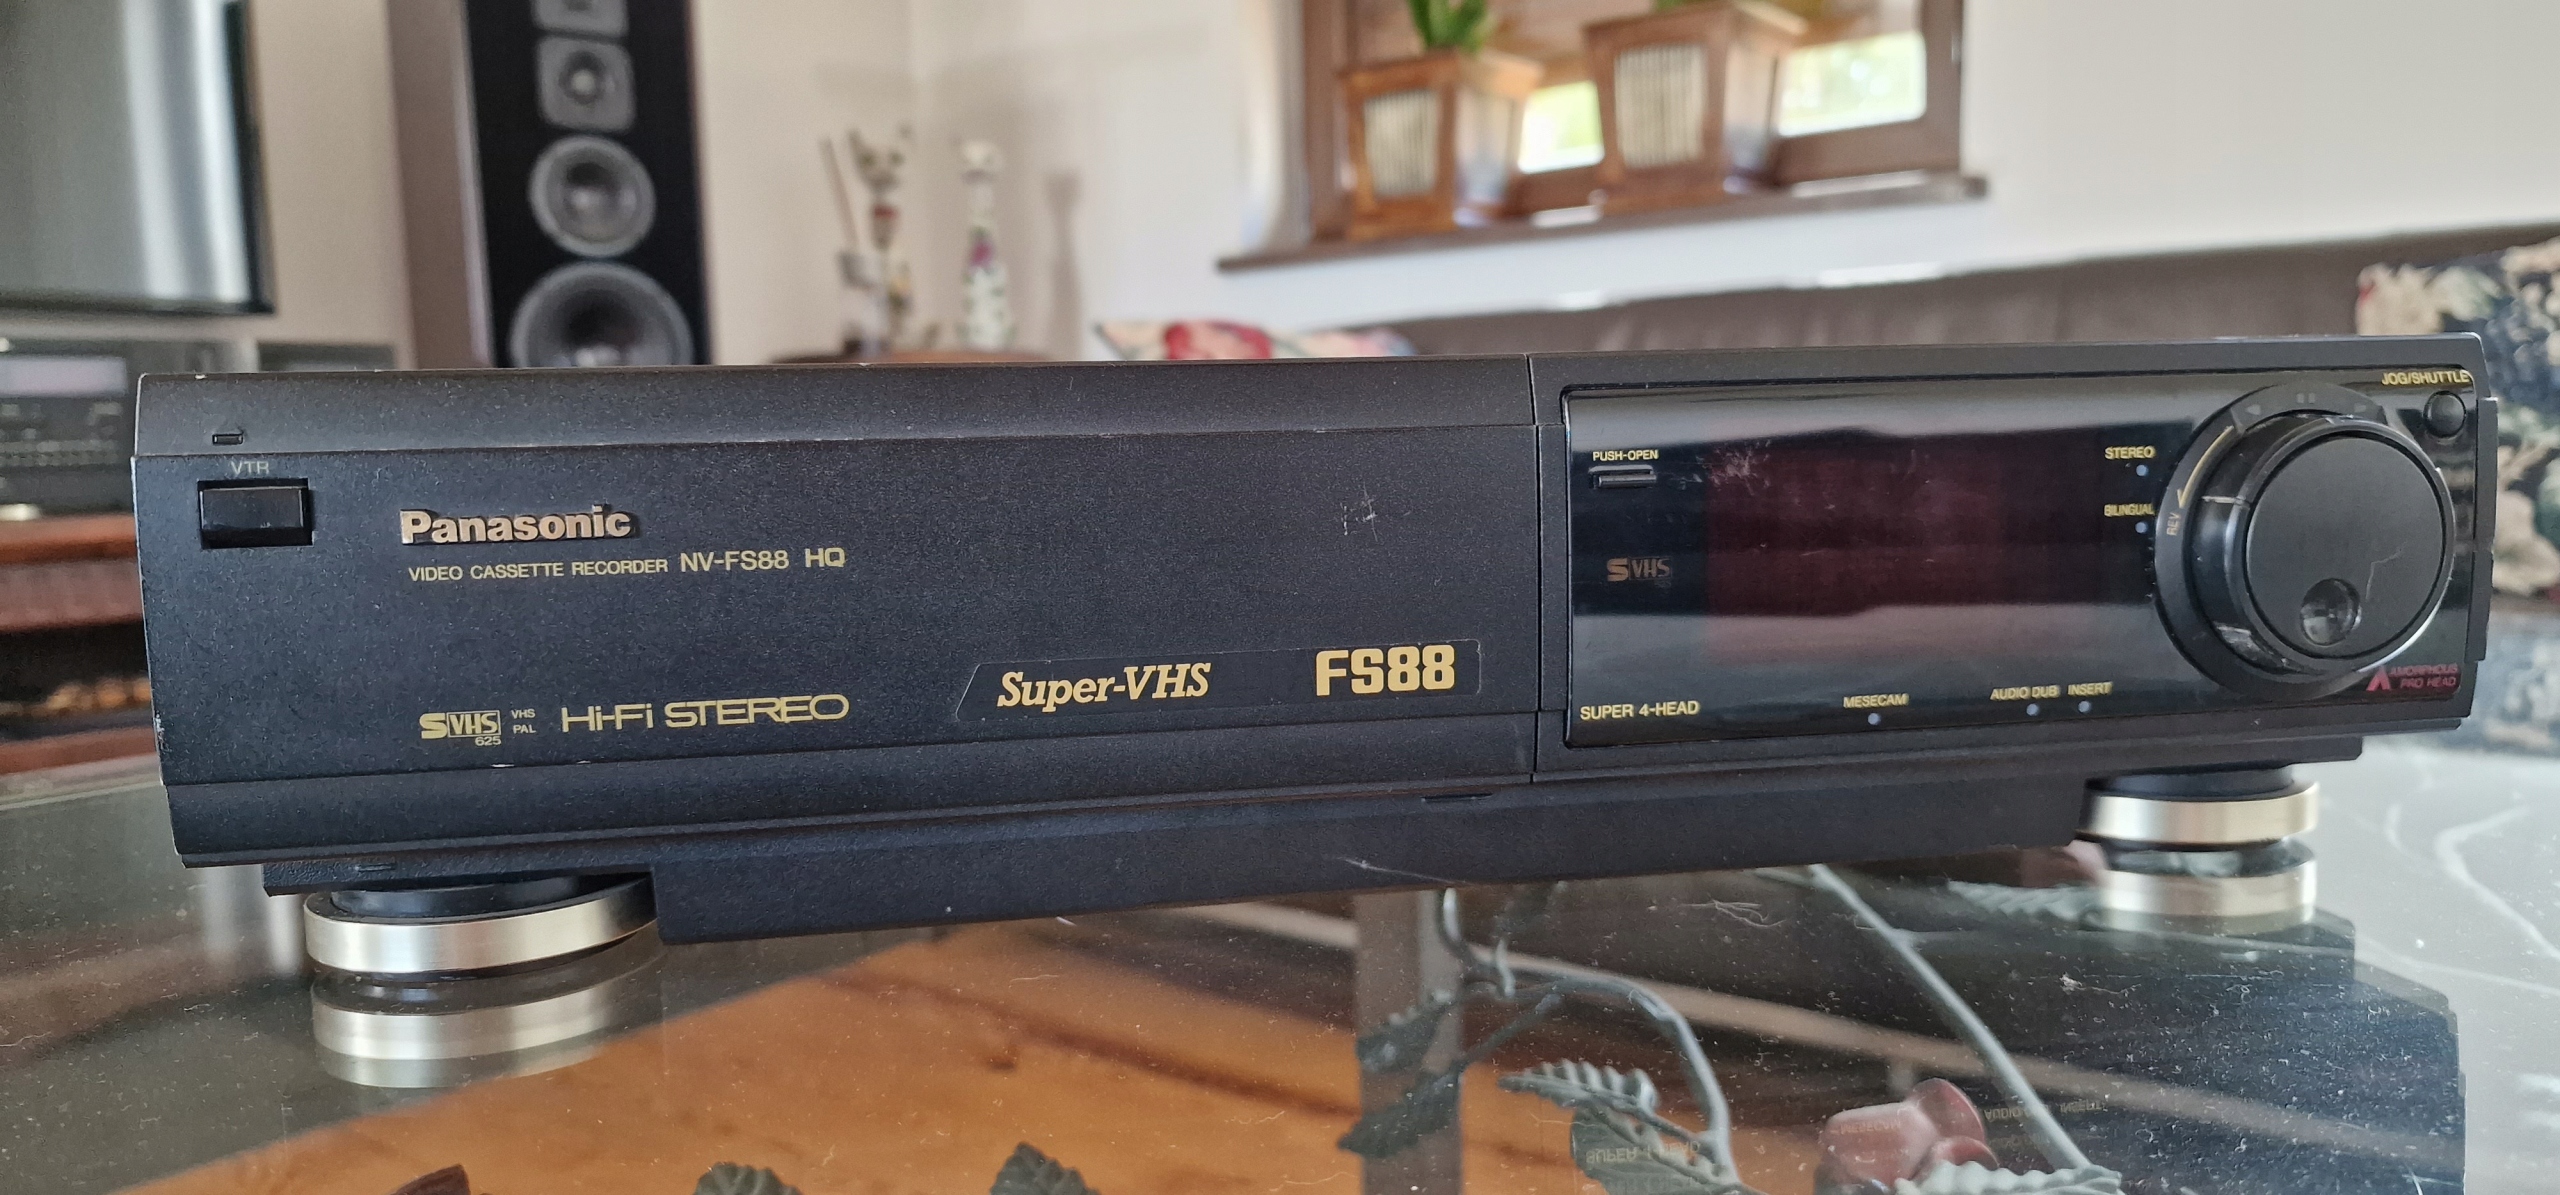 VTR
Panasonic
VIDEO CASSETTE RECORDER NV-FS88 HQ
S VHS 625
VHS
PAL
Hi-Fi STEREO
Super-VHS
FS88
PUSH-OPEN
S VHS
SUPER 4-HEAD
MESECAM
AUDIO DUB INSERT
STEREO
BILINGUAL
REV
JOG/SHUTTLE
AMORPHOUS
PRO HEAD